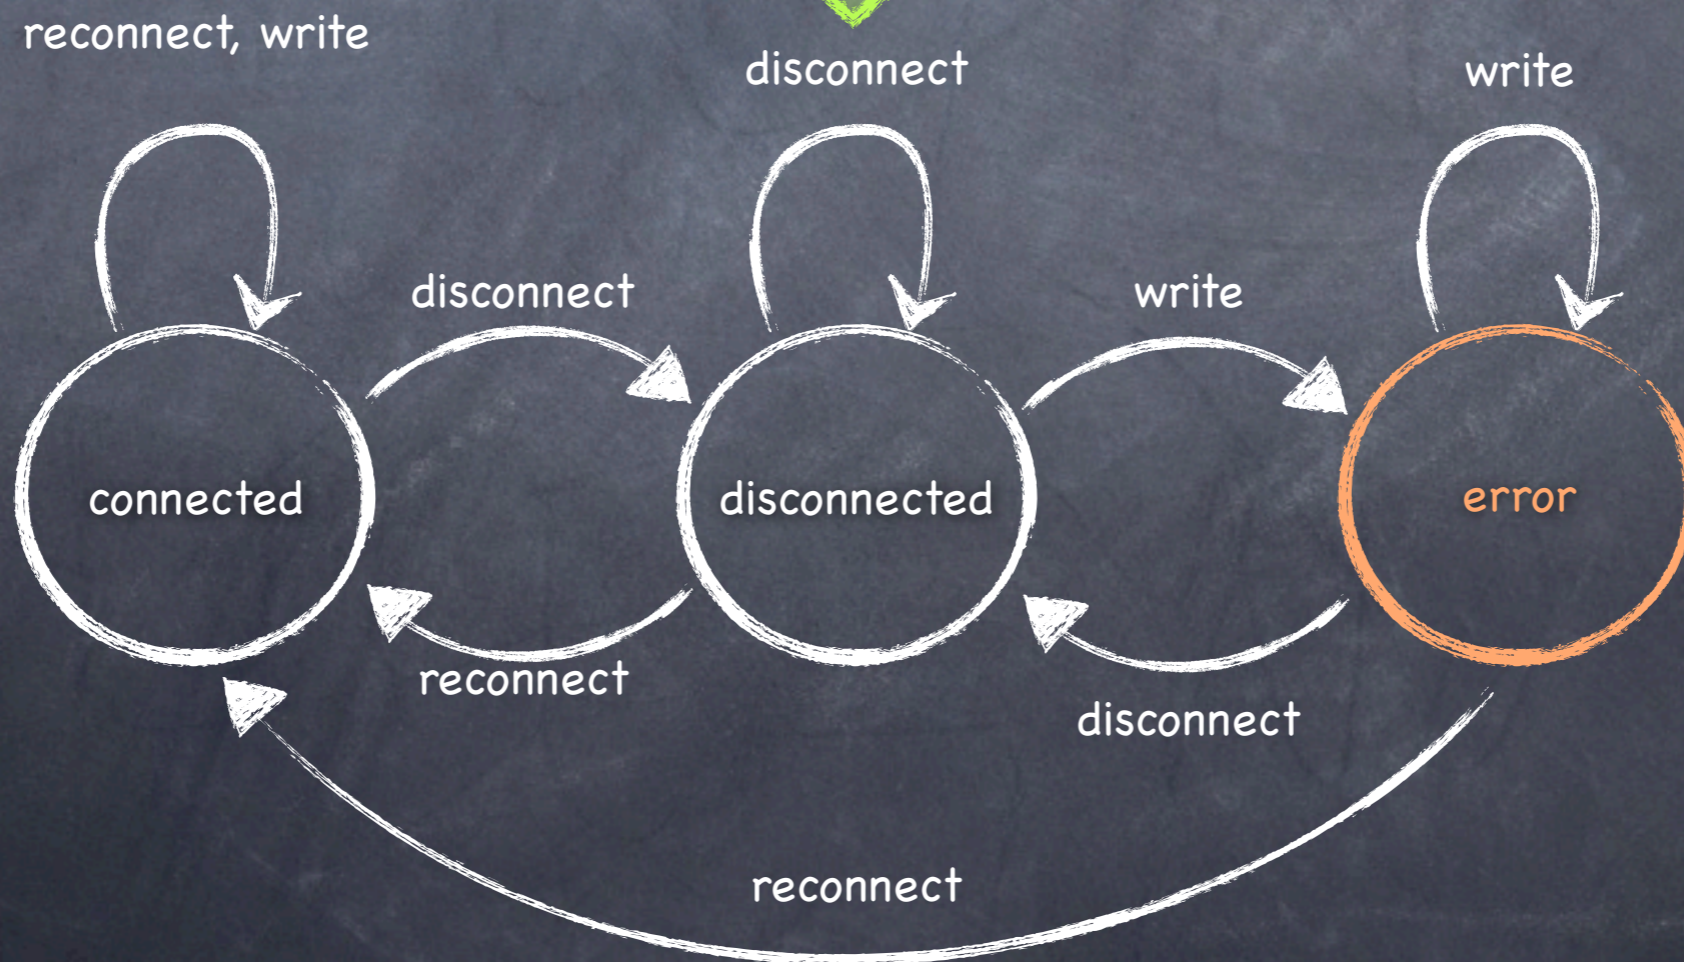 reconnect, write
disconnect
write
disconnect
write
connected
disconnected
error
reconnect
disconnect
reconnect